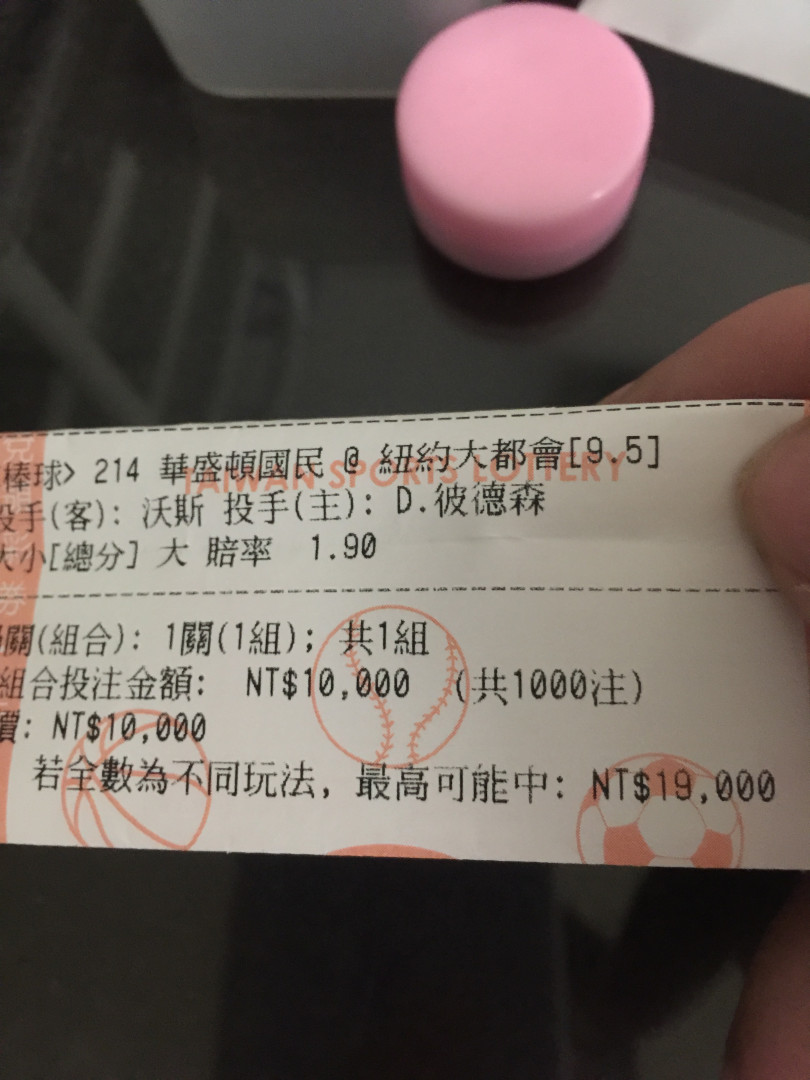 棒球> 214 華盛頓國民 @ 紐約大都會[9.5]
TAIWAN SPORTS LOTTERY
投手(客): 沃斯 投手(主): D.彼德森
大小[總分] 大 賠率 1.90
關(組合): 1關(1組); 共1組
組合投注金額: NT$10,000 (共1000注)
價: NT$10,000
若全數為不同玩法, 最高可能中: NT$19,000